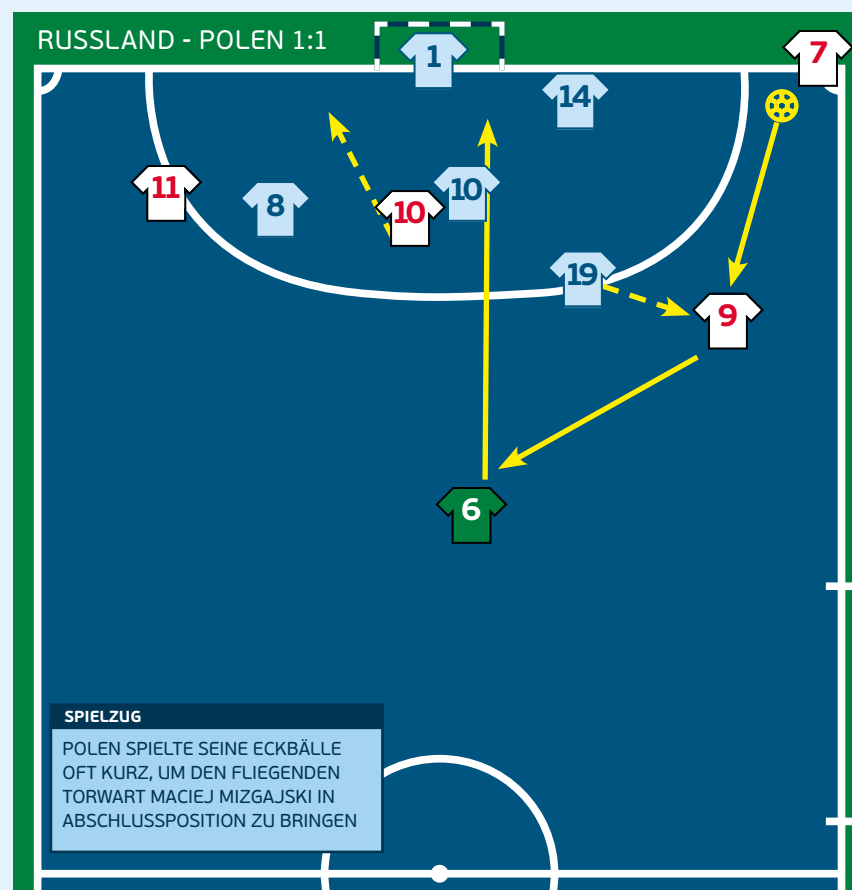 RUSSLAND - POLEN 1:1
1
7
14
11
8
10
10
19
9
6
SPIELZUG
POLEN SPIELTE SEINE ECKBÄLLE
OFT KURZ, UM DEN FLIEGENDEN
TORWART MACIEJ MIZGAJSKI IN
ABSCHLUSSPOSITION ZU BRINGEN